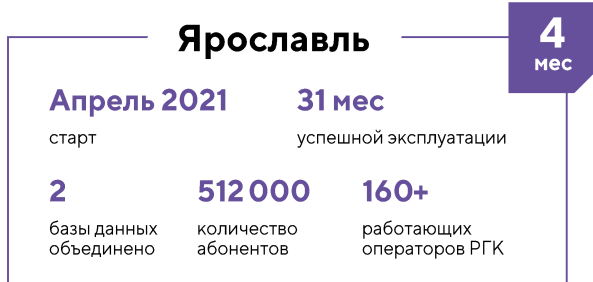 Ярославль
4
мес
Апрель 2021
старт
31 мес
успешной эксплуатации
2
базы данных
объединено
512 000
количество
абонентов
160+
работающих
операторов РГК